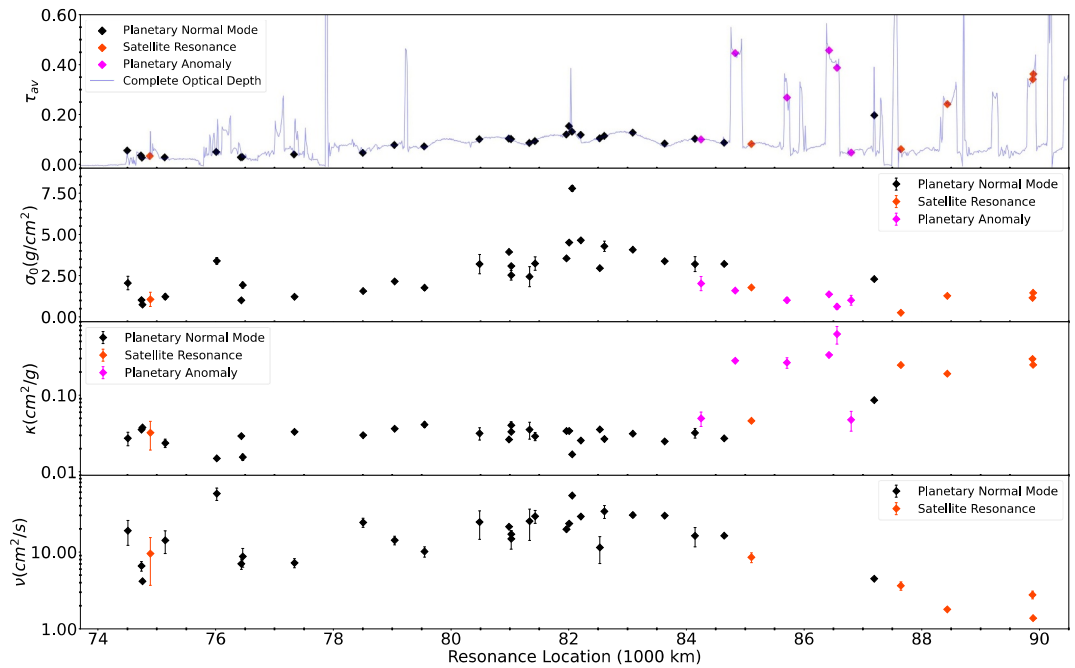 0.60
0.40
0.20
0.00
τav
Planetary Normal Mode
Satellite Resonance
Planetary Anomaly
Complete Optical Depth
7.50
5.00
2.50
0.00
σ0(g/cm²)
Planetary Normal Mode
Satellite Resonance
Planetary Anomaly
0.10
0.01
κ(cm²/g)
Planetary Normal Mode
Satellite Resonance
Planetary Anomaly
10.00
1.00
ν(cm²/s)
Planetary Normal Mode
Satellite Resonance
74 76 78 80 82 84 86 88 90
Resonance Location (1000 km)